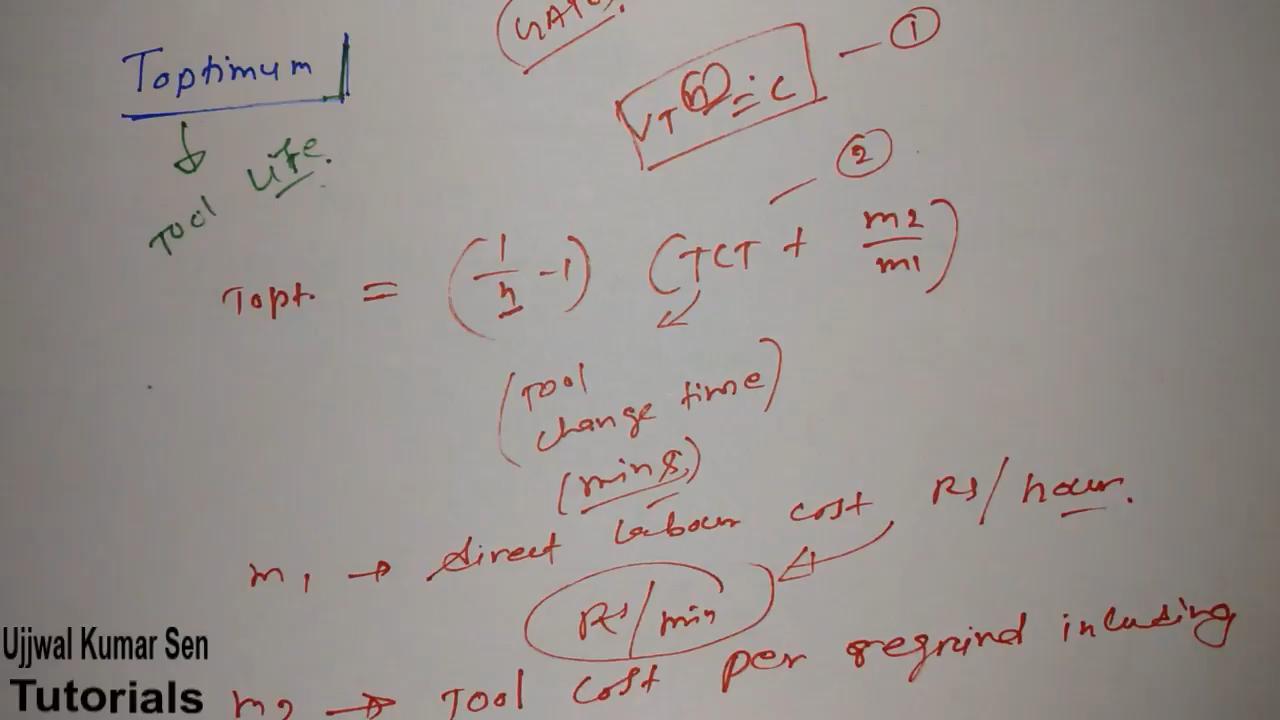 GATE.
Toptimum
VT^n = C — ①
Tool Life.
②
Topt. = (1/n - 1) (TCT + m2/m1)
(Tool
change time)
(mins)
m1 → direct labour cost Rs/hour.
Rs/min
m2 → Tool cost per regrind including
Ujjwal Kumar Sen
Tutorials